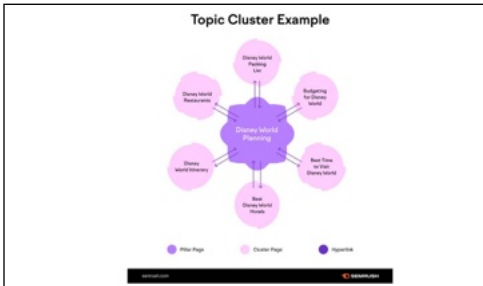 Topic Cluster Example
Disney World
Packing
List
Disney World
Restaurants
Budgeting
for Disney
World
Disney World
Planning
Disney
World Itinerary
Best Time
to Visit
Disney World
Best
Disney World
Hotels
Pillar Page
Cluster Page
Hyperlink
semrush.com
SEMRUSH